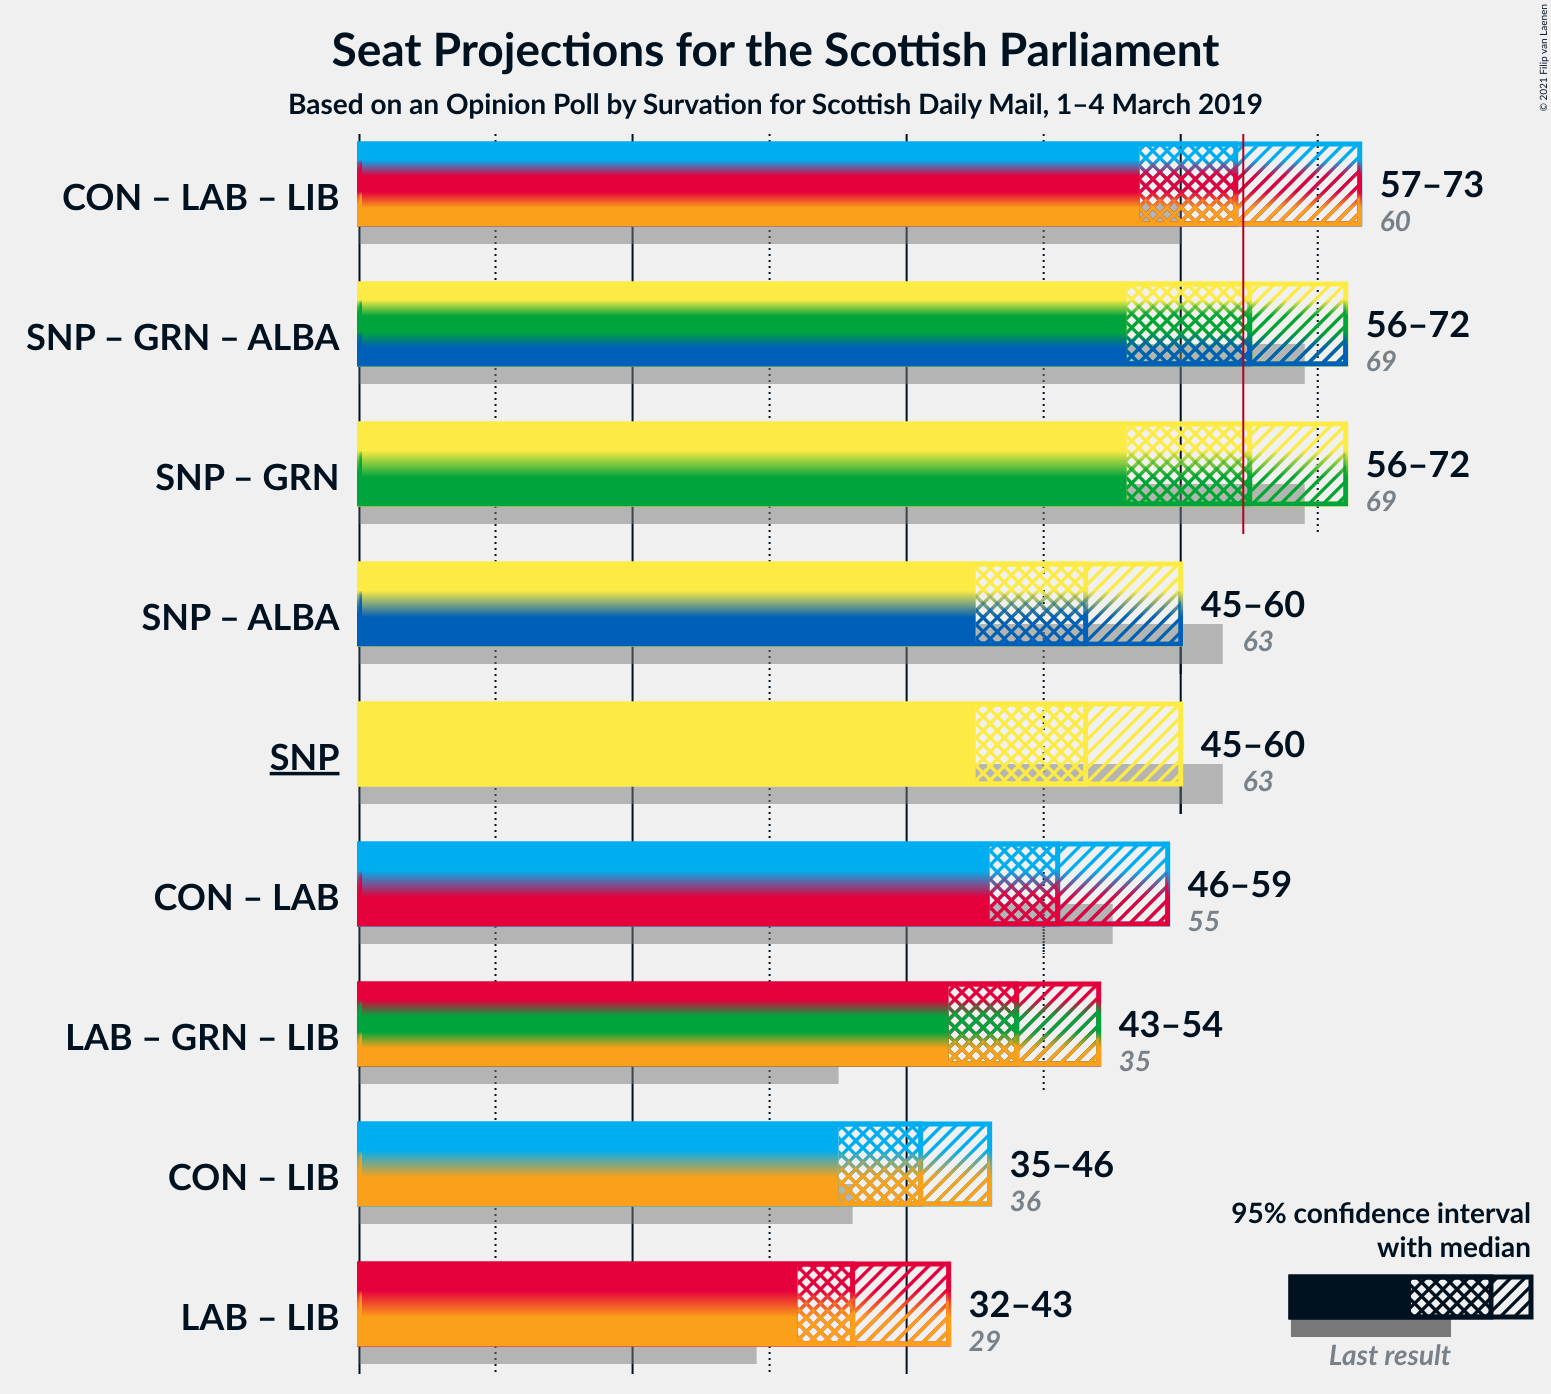 Seat Projections for the Scottish Parliament
Based on an Opinion Poll by Survation for Scottish Daily Mail, 1–4 March 2019
© 2021 Filip van Laenen
CON – LAB – LIB
57–73
60
SNP – GRN – ALBA
56–72
69
SNP – GRN
56–72
69
SNP – ALBA
45–60
63
SNP
45–60
63
CON – LAB
46–59
55
LAB – GRN – LIB
43–54
35
CON – LIB
35–46
36
LAB – LIB
32–43
29
95% confidence interval
with median
Last result